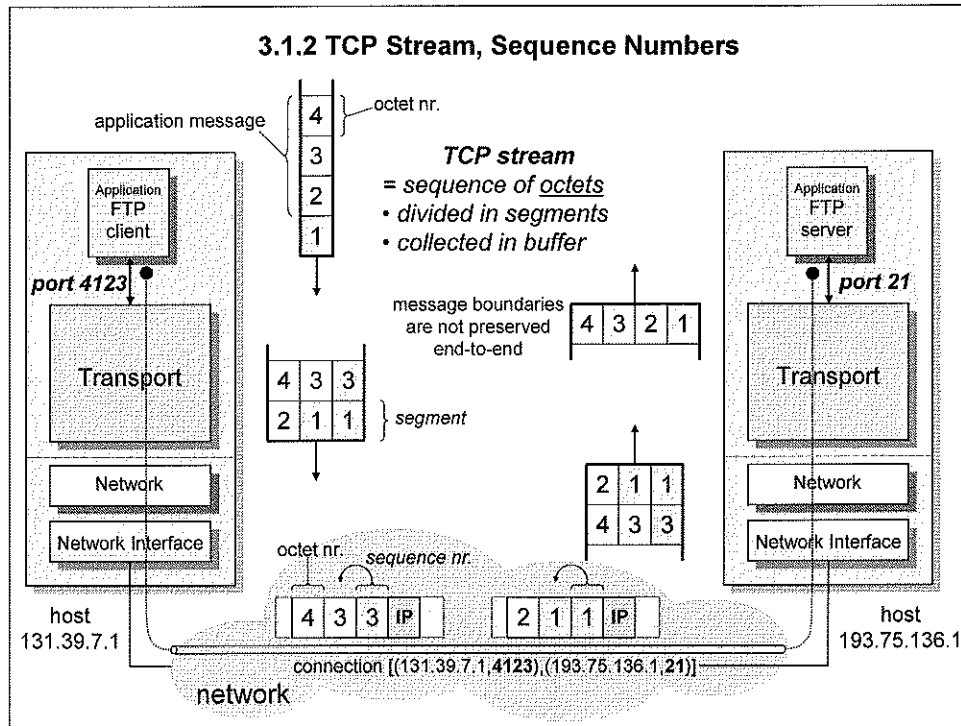 3.1.2 TCP Stream, Sequence Numbers
application message
octet nr.
4
3
2
1
TCP stream
= sequence of octets
• divided in segments
• collected in buffer
Application
FTP
client
port 4123
Transport
Network
Network Interface
host
131.39.7.1
4 3 3
2 1 1
segment
message boundaries
are not preserved
end-to-end
4 3 2 1
2 1 1
4 3 3
Application
FTP
server
port 21
Transport
Network
Network Interface
host
193.75.136.1
octet nr.
sequence nr.
4 3 3 IP
2 1 1 IP
connection [(131.39.7.1,4123),(193.75.136.1,21)]
network